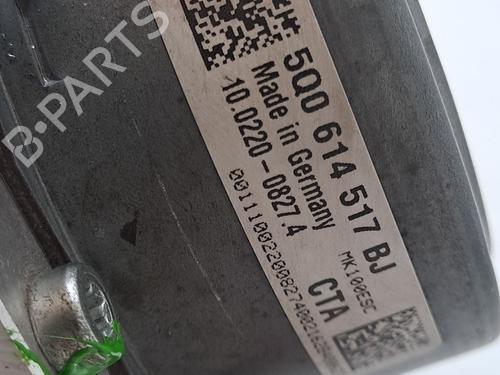 B-PARTS
5Q0 614 517 BJ
Made in Germany
10.0220-0827.4
MK100ESC
CTA